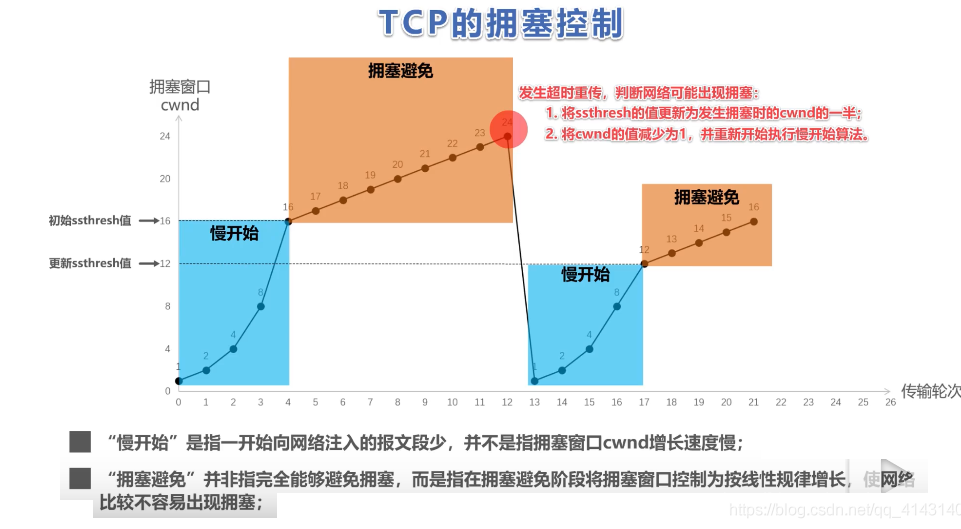 TCP的拥塞控制
拥塞窗口
cwnd
拥塞避免
发生超时重传，判断网络可能出现拥塞：
1. 将ssthresh的值更新为发生拥塞时的cwnd的一半；
2. 将cwnd的值减少为1，并重新开始执行慢开始算法。
24
24
23
22
21
20
20
19
18
17
16
初始ssthresh值
16
慢开始
拥塞避免
16
15
14
13
12
更新ssthresh值
12
慢开始
8
8
8
4
4
4
2
2
1
1
0
0 1 2 3 4 5 6 7 8 9 10 11 12 13 14 15 16 17 18 19 20 21 22 23 24 25 26
传输轮次
“慢开始”是指一开始向网络注入的报文段少，并不是指拥塞窗口cwnd增长速度慢；
“拥塞避免”并非指完全能够避免拥塞，而是指在拥塞避免阶段将拥塞窗口控制为按线性规律增长，使网络
比较不容易出现拥塞；
https://blog.csdn.net/qq_4143140